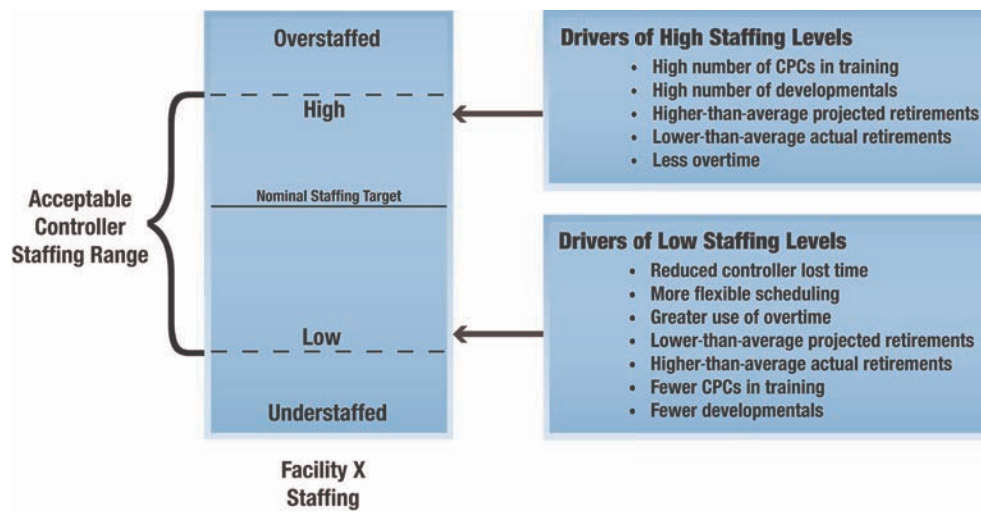 Overstaffed
High
Nominal Staffing Target
Low
Understaffed
Acceptable
Controller
Staffing Range
Facility X
Staffing
Drivers of High Staffing Levels
• High number of CPCs in training
• High number of developmentals
• Higher-than-average projected retirements
• Lower-than-average actual retirements
• Less overtime
Drivers of Low Staffing Levels
• Reduced controller lost time
• More flexible scheduling
• Greater use of overtime
• Lower-than-average projected retirements
• Higher-than-average actual retirements
• Fewer CPCs in training
• Fewer developmentals